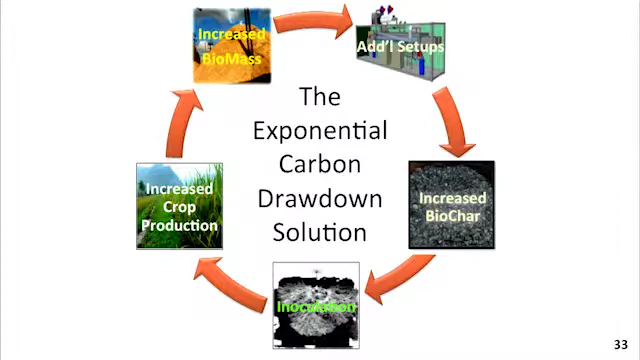 Increased
BioMass
Add'l Setups
The
Exponential
Carbon
Drawdown
Solution
Increased
BioChar
Inoculation
Increased
Crop
Production
33